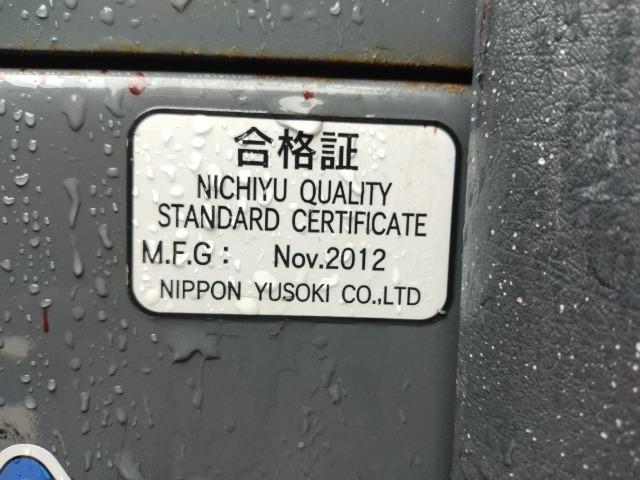 合格証
NICHIYU QUALITY
STANDARD CERTIFICATE
M.F.G : Nov.2012
NIPPON YUSOKI CO.,LTD